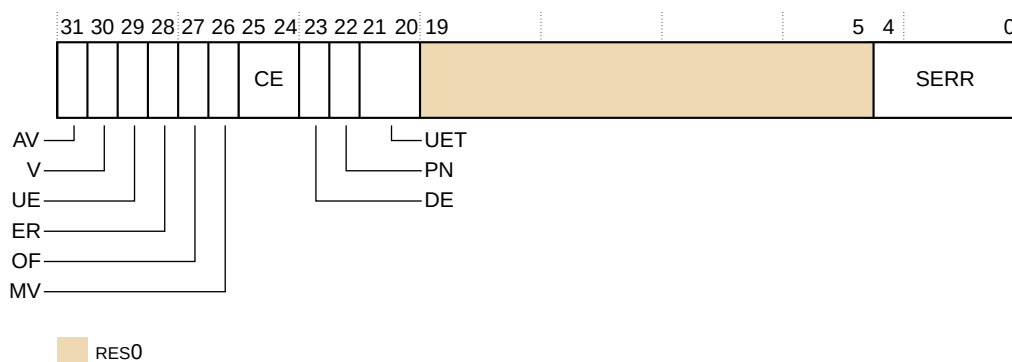 31 30 29 28 27 26 25 24 23 22 21 20 19 5 4 0
CE SERR
AV UET
V PN
UE DE
ER
OF
MV
RES0